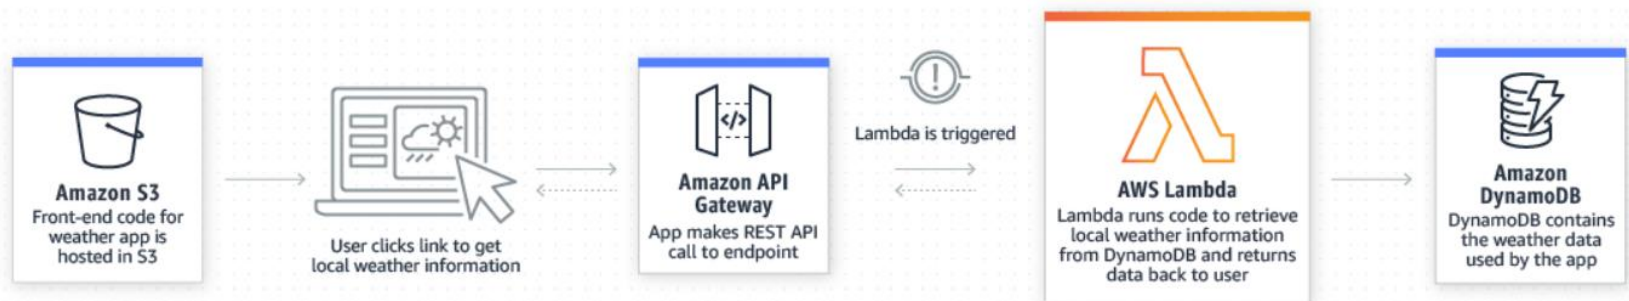 Amazon S3
Front-end code for
weather app is
hosted in S3
User clicks link to get
local weather information
</>
Amazon API
Gateway
App makes REST API
call to endpoint
Lambda is triggered
AWS Lambda
Lambda runs code to retrieve
local weather information
from DynamoDB and returns
data back to user
Amazon
DynamoDB
DynamoDB contains
the weather data
used by the app